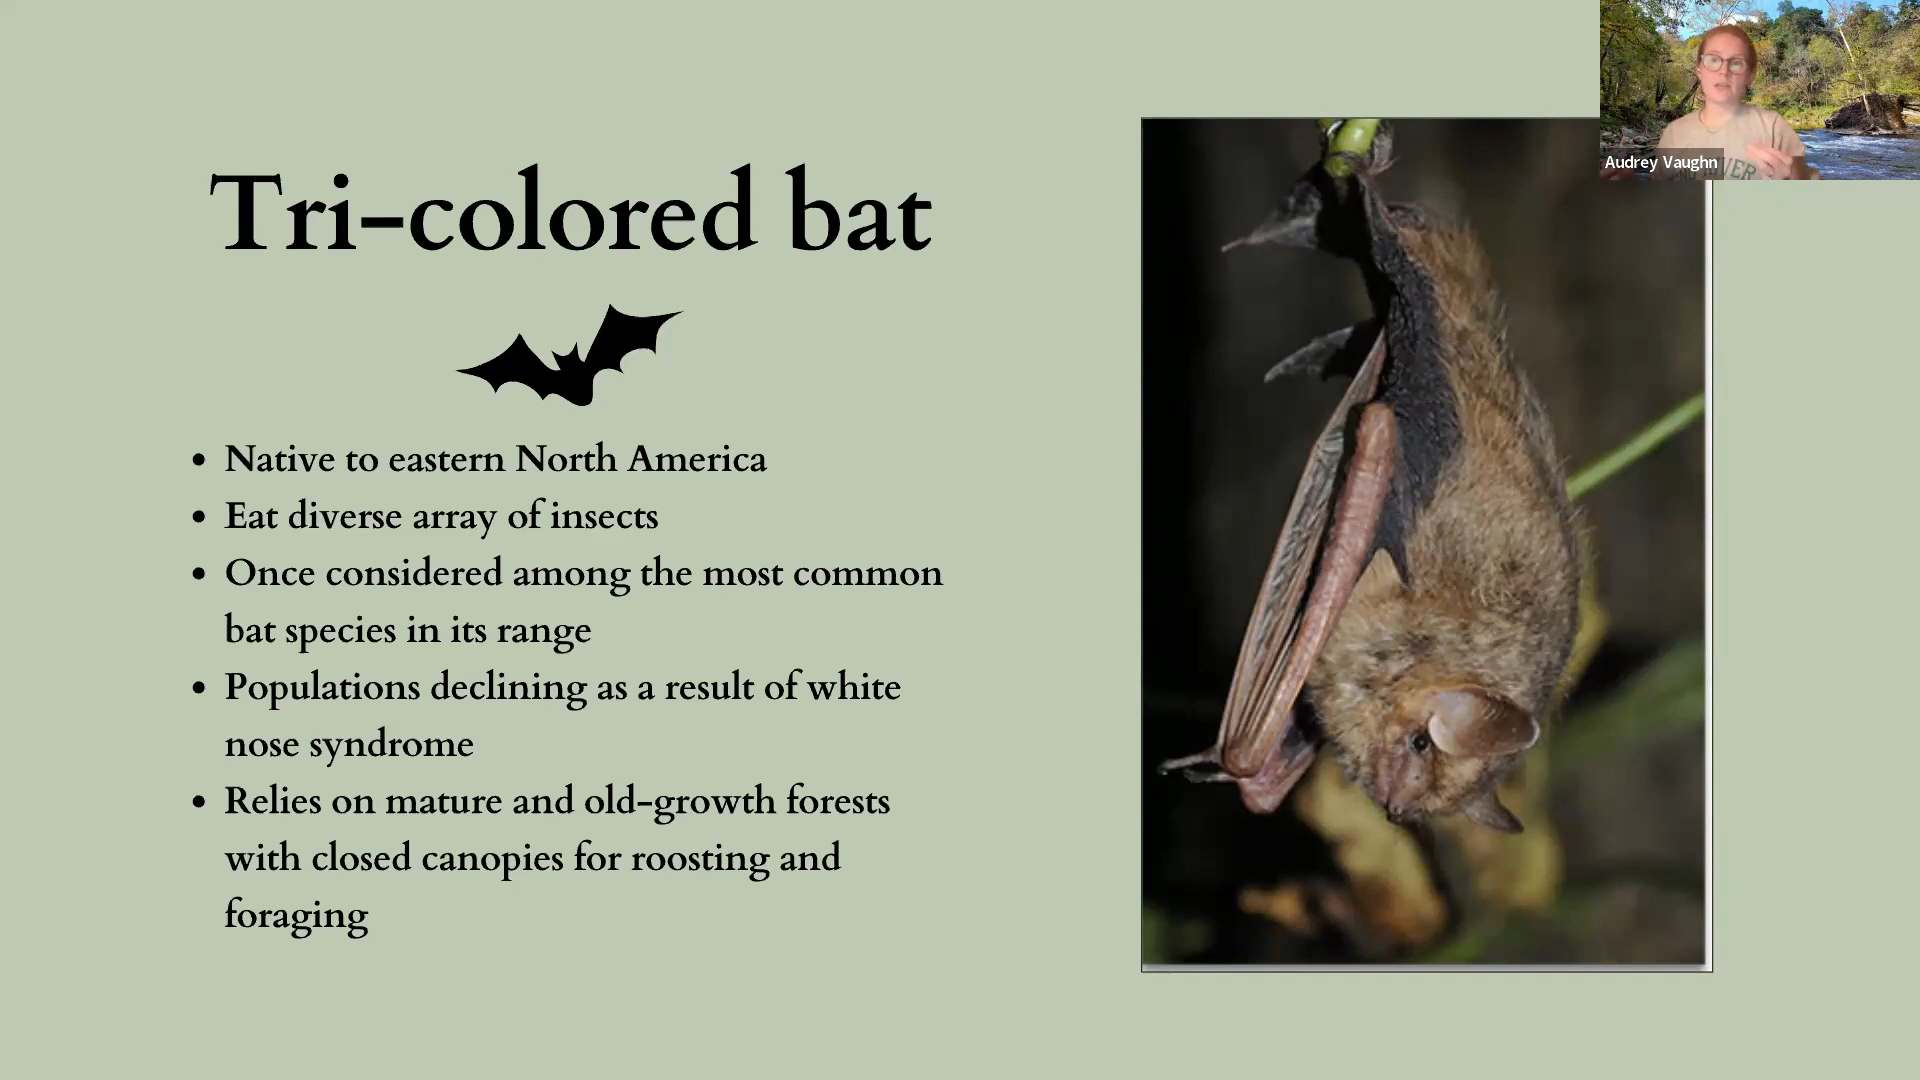 Tri-colored bat
• Native to eastern North America
• Eat diverse array of insects
• Once considered among the most common
bat species in its range
• Populations declining as a result of white
nose syndrome
• Relies on mature and old-growth forests
with closed canopies for roosting and
foraging
Audrey Vaughn